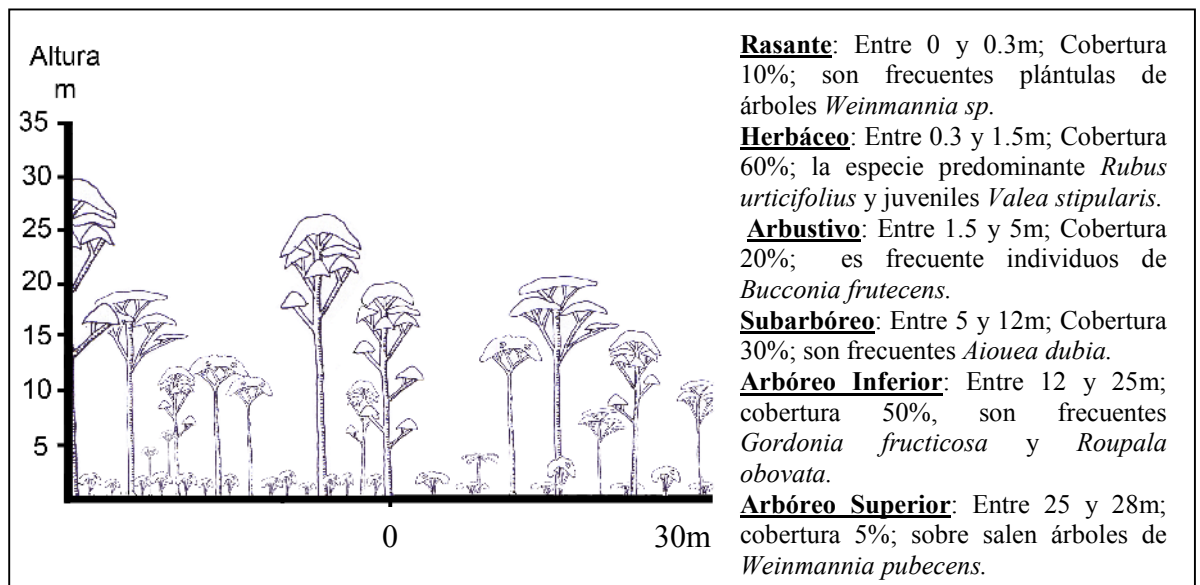 Altura
m
35
30
25
20
15
10
5
0
30m
Rasante: Entre 0 y 0.3m; Cobertura
10%; son frecuentes plántulas de
árboles Weinmannia sp.
Herbáceo: Entre 0.3 y 1.5m; Cobertura
60%; la especie predominante Rubus
urticifolius y juveniles Valea stipularis.
Arbustivo: Entre 1.5 y 5m; Cobertura
20%; es frecuente individuos de
Bucconia frutecens.
Subarbóreo: Entre 5 y 12m; Cobertura
30%; son frecuentes Aiouea dubia.
Arbóreo Inferior: Entre 12 y 25m;
cobertura 50%, son frecuentes
Gordonia fructicosa y Roupala
obovata.
Arbóreo Superior: Entre 25 y 28m;
cobertura 5%; sobre salen árboles de
Weinmannia pubecens.